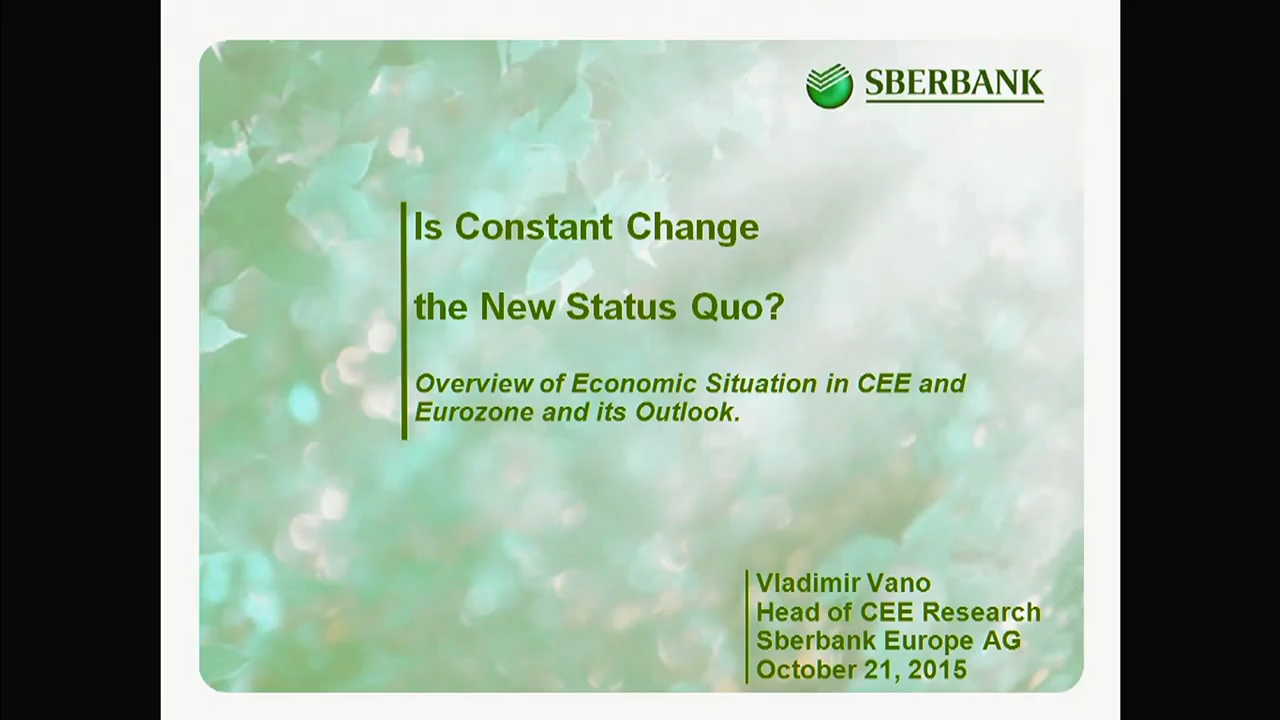 SBERBANK
Is Constant Change
the New Status Quo?
Overview of Economic Situation in CEE and
Eurozone and its Outlook.
Vladimir Vano
Head of CEE Research
Sberbank Europe AG
October 21, 2015